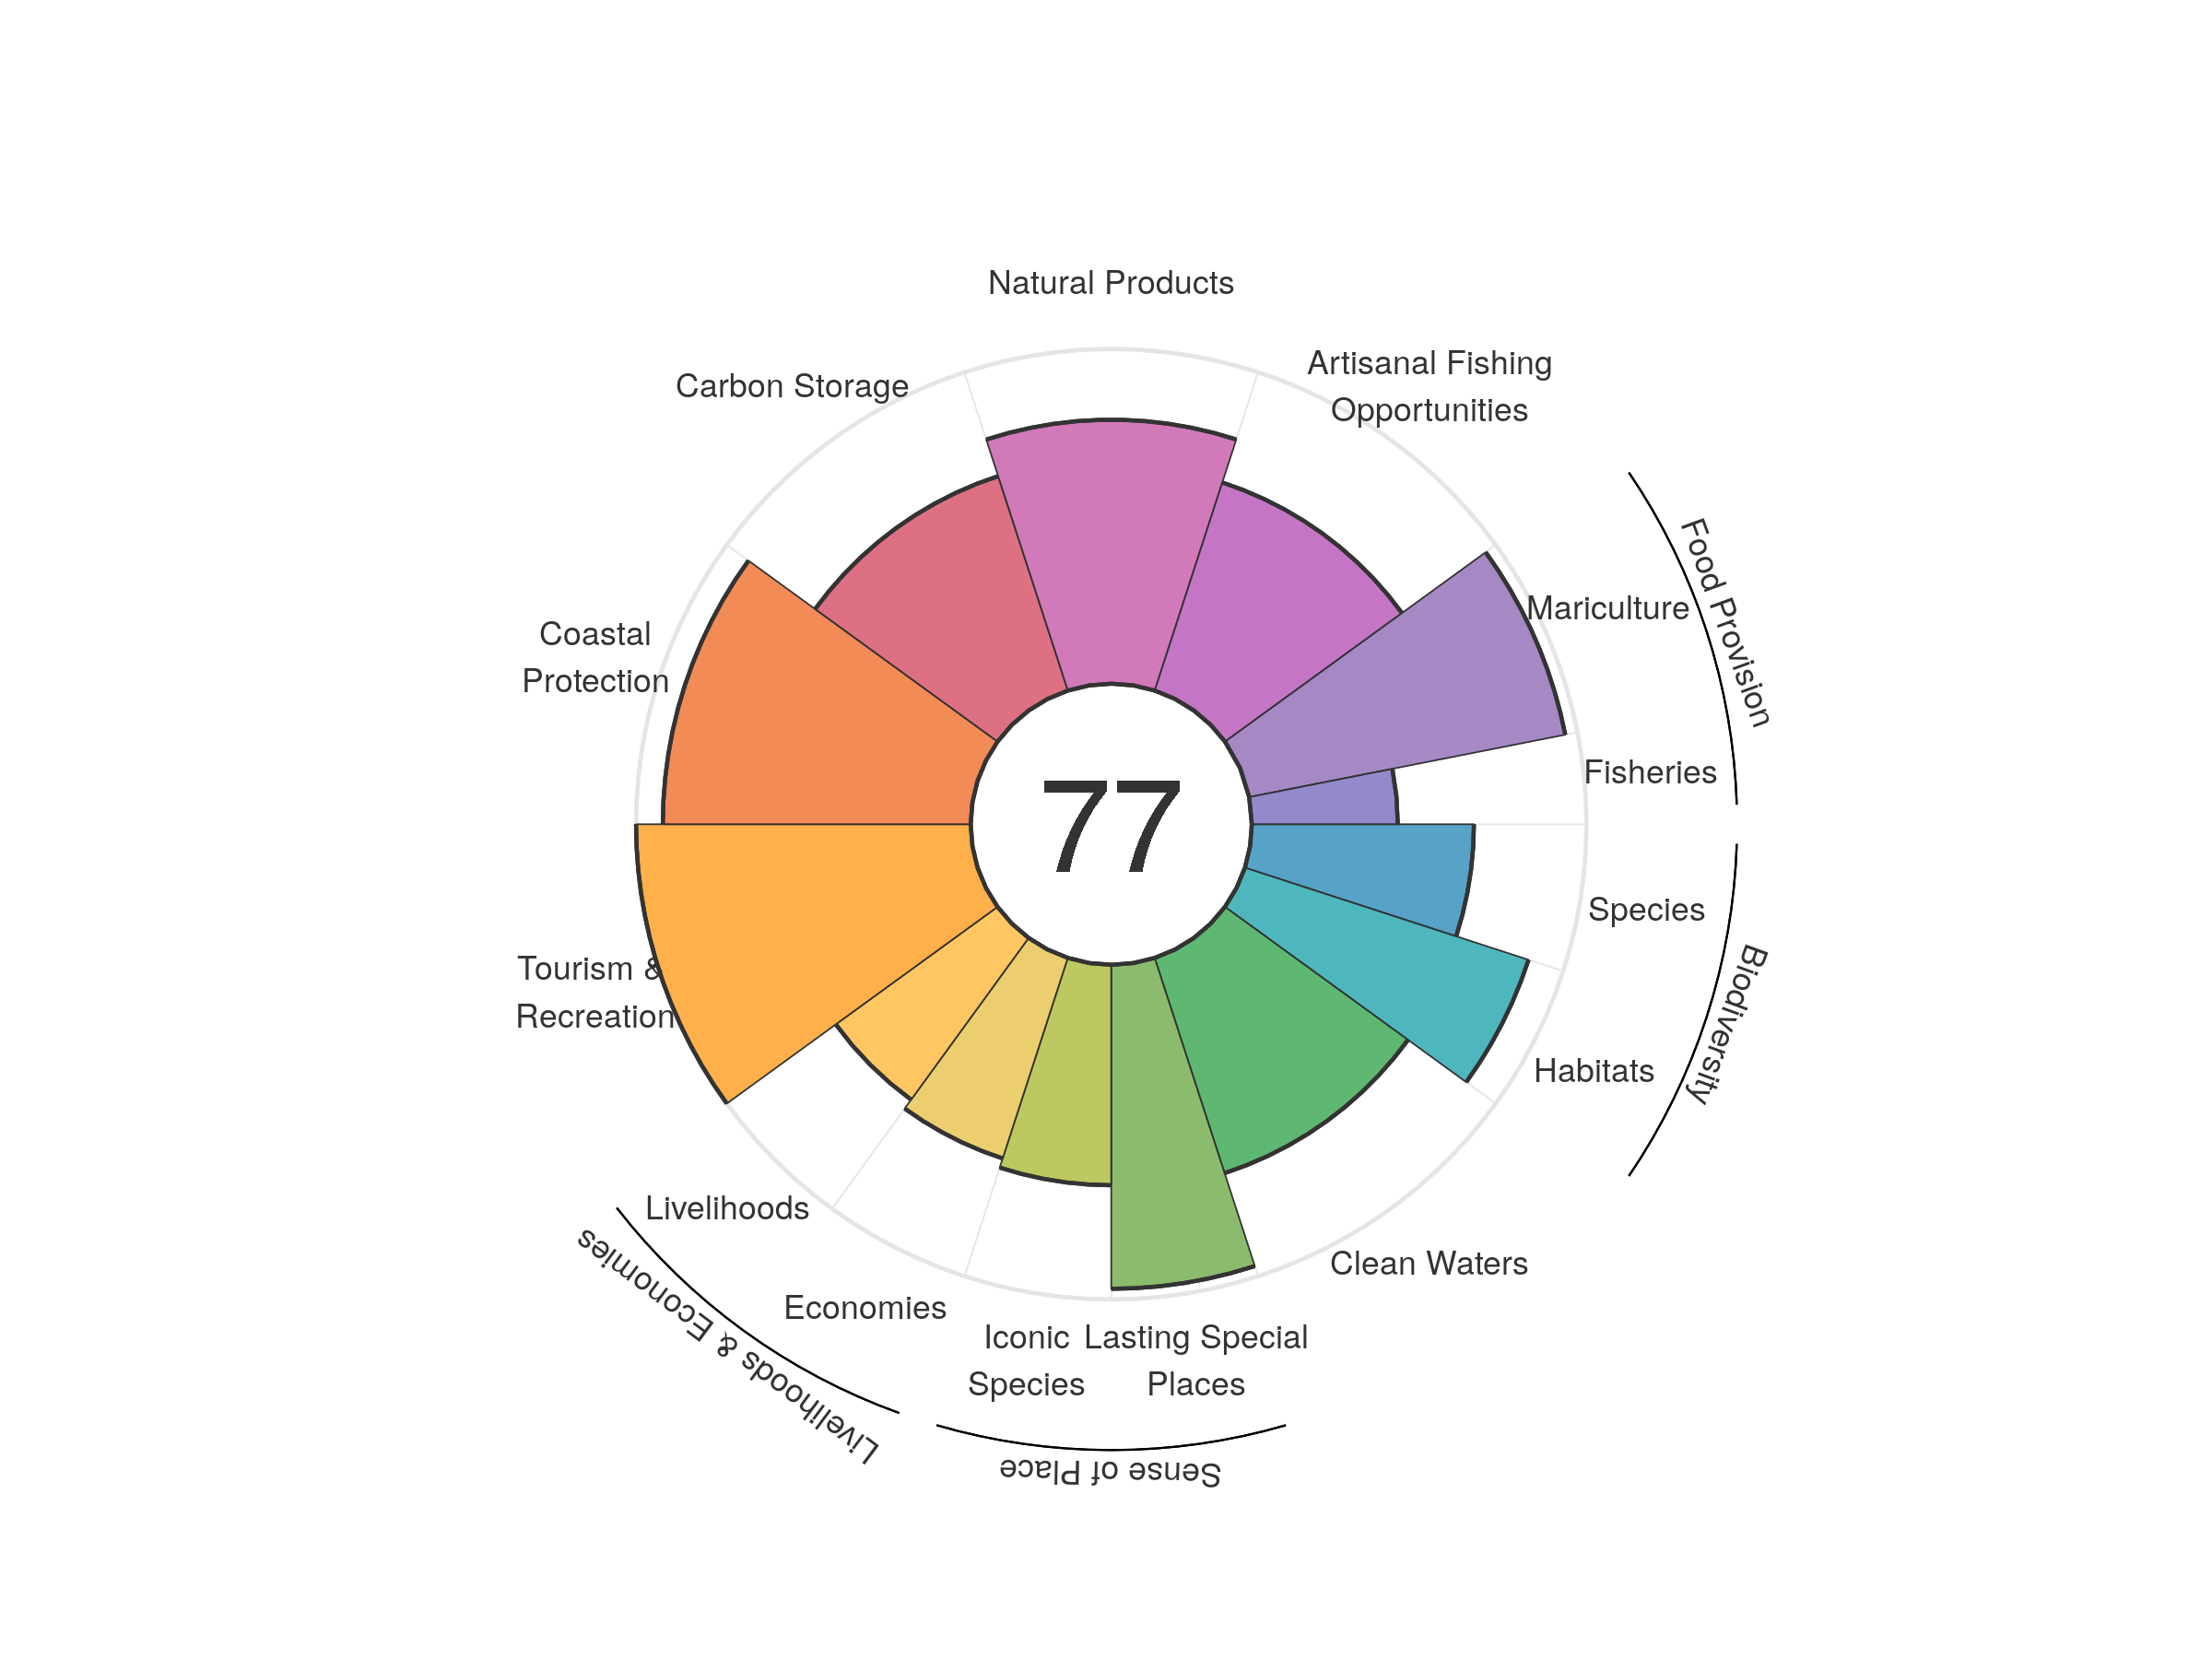 Natural Products
Artisanal Fishing
Opportunities
Carbon Storage
Food Provision
Mariculture
Coastal
Protection
Fisheries
77
Species
Tourism &
Recreation
Biodiversity
Habitats
Livelihoods
Clean Waters
Economies
Livelihoods & Economies
Iconic
Species
Lasting Special
Places
Sense of Place